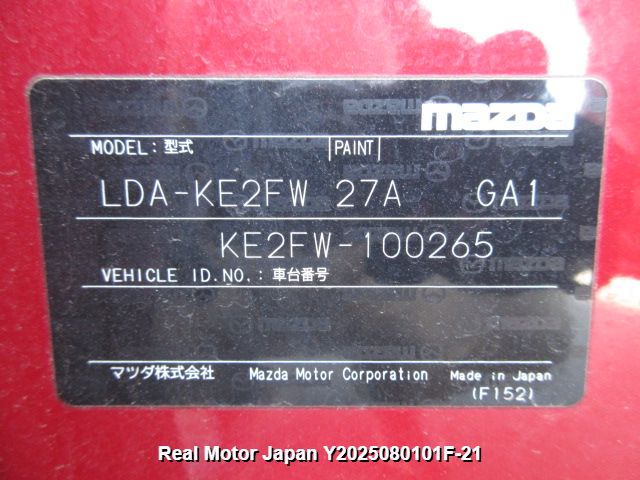 mazda
MODEL: 型式 PAINT
LDA-KE2FW 27A GA1
KE2FW-100265
VEHICLE ID.NO.: 車台番号
マツダ株式会社 Mazda Motor Corporation Made in Japan
(F152)
Real Motor Japan Y2025080101F-21